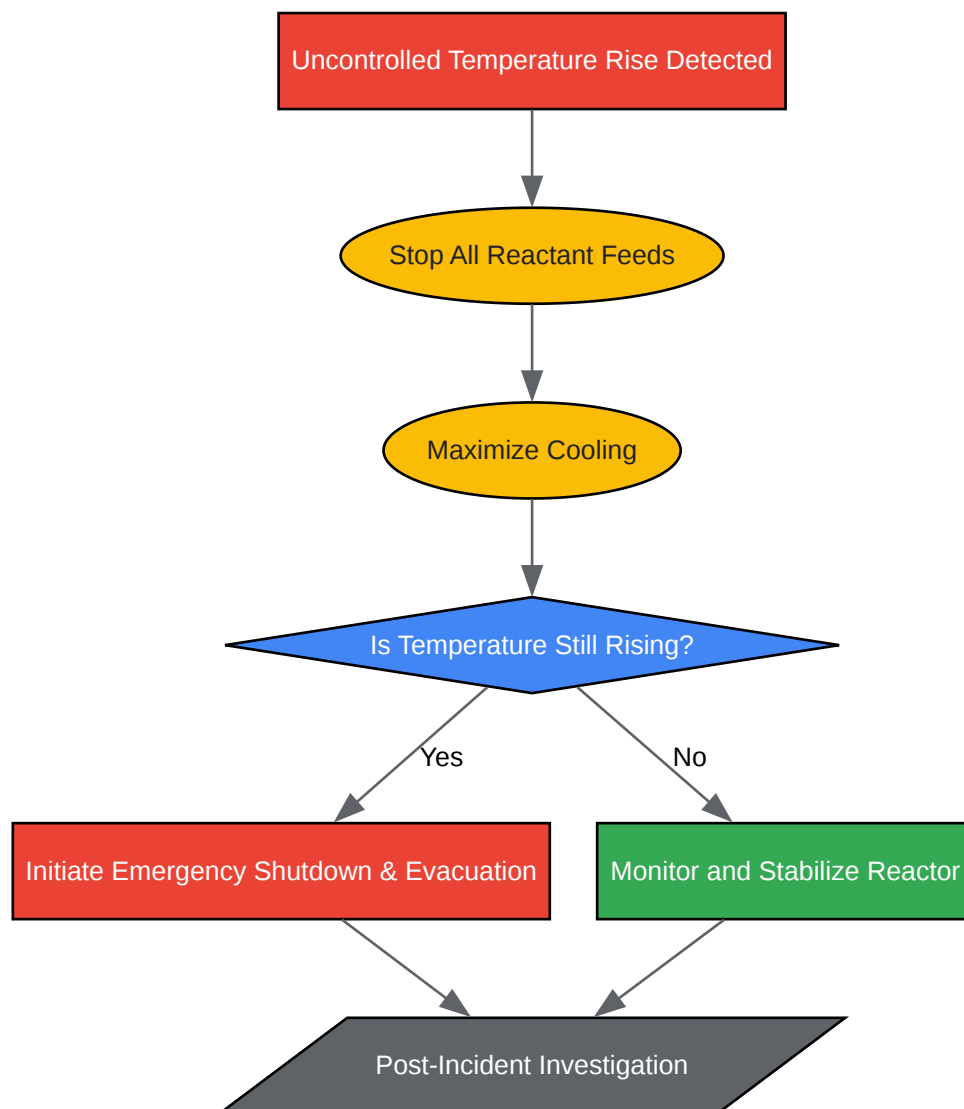 Uncontrolled Temperature Rise Detected
Stop All Reactant Feeds
Maximize Cooling
Is Temperature Still Rising?
Yes
No
Initiate Emergency Shutdown & Evacuation
Monitor and Stabilize Reactor
Post-Incident Investigation